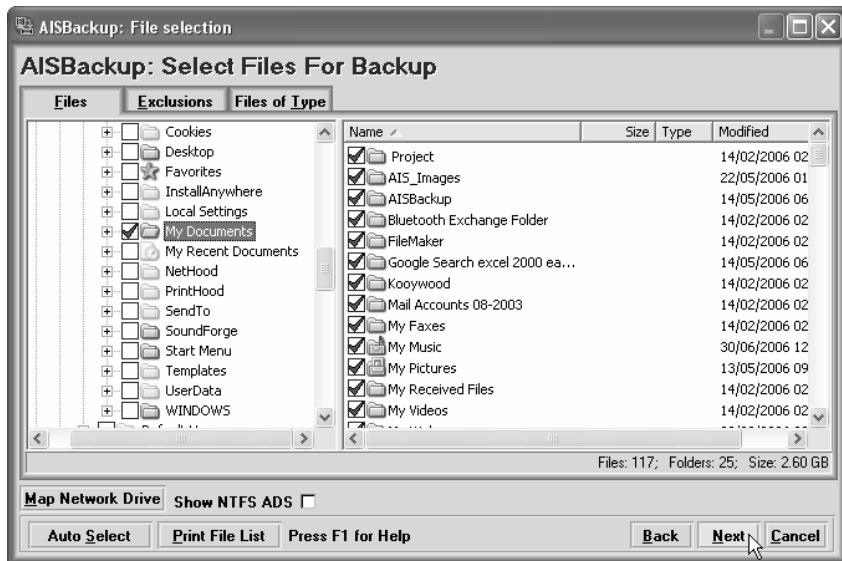 AISBackup: File selection
AISBackup: Select Files For Backup
Files Exclusions Files of Type
Cookies
Desktop
Favorites
InstallAnywhere
Local Settings
My Documents
My Recent Documents
NetHood
PrintHood
SendTo
SoundForge
Start Menu
Templates
UserData
WINDOWS
Name Size Type Modified
Project 14/02/2006 02
AIS_Images 22/05/2006 01
AISBackup 14/05/2006 06
Bluetooth Exchange Folder 14/02/2006 02
FileMaker 14/02/2006 02
Google Search excel 2000 ea... 14/05/2006 06
Kooywood 14/02/2006 02
Mail Accounts 08-2003 14/02/2006 02
My Faxes 14/02/2006 02
My Music 30/06/2006 12
My Pictures 13/05/2006 09
My Received Files 14/02/2006 02
My Videos 14/02/2006 02
Files: 117; Folders: 25; Size: 2.60 GB
Map Network Drive Show NTFS ADS
Auto Select Print File List Press F1 for Help Back Next Cancel